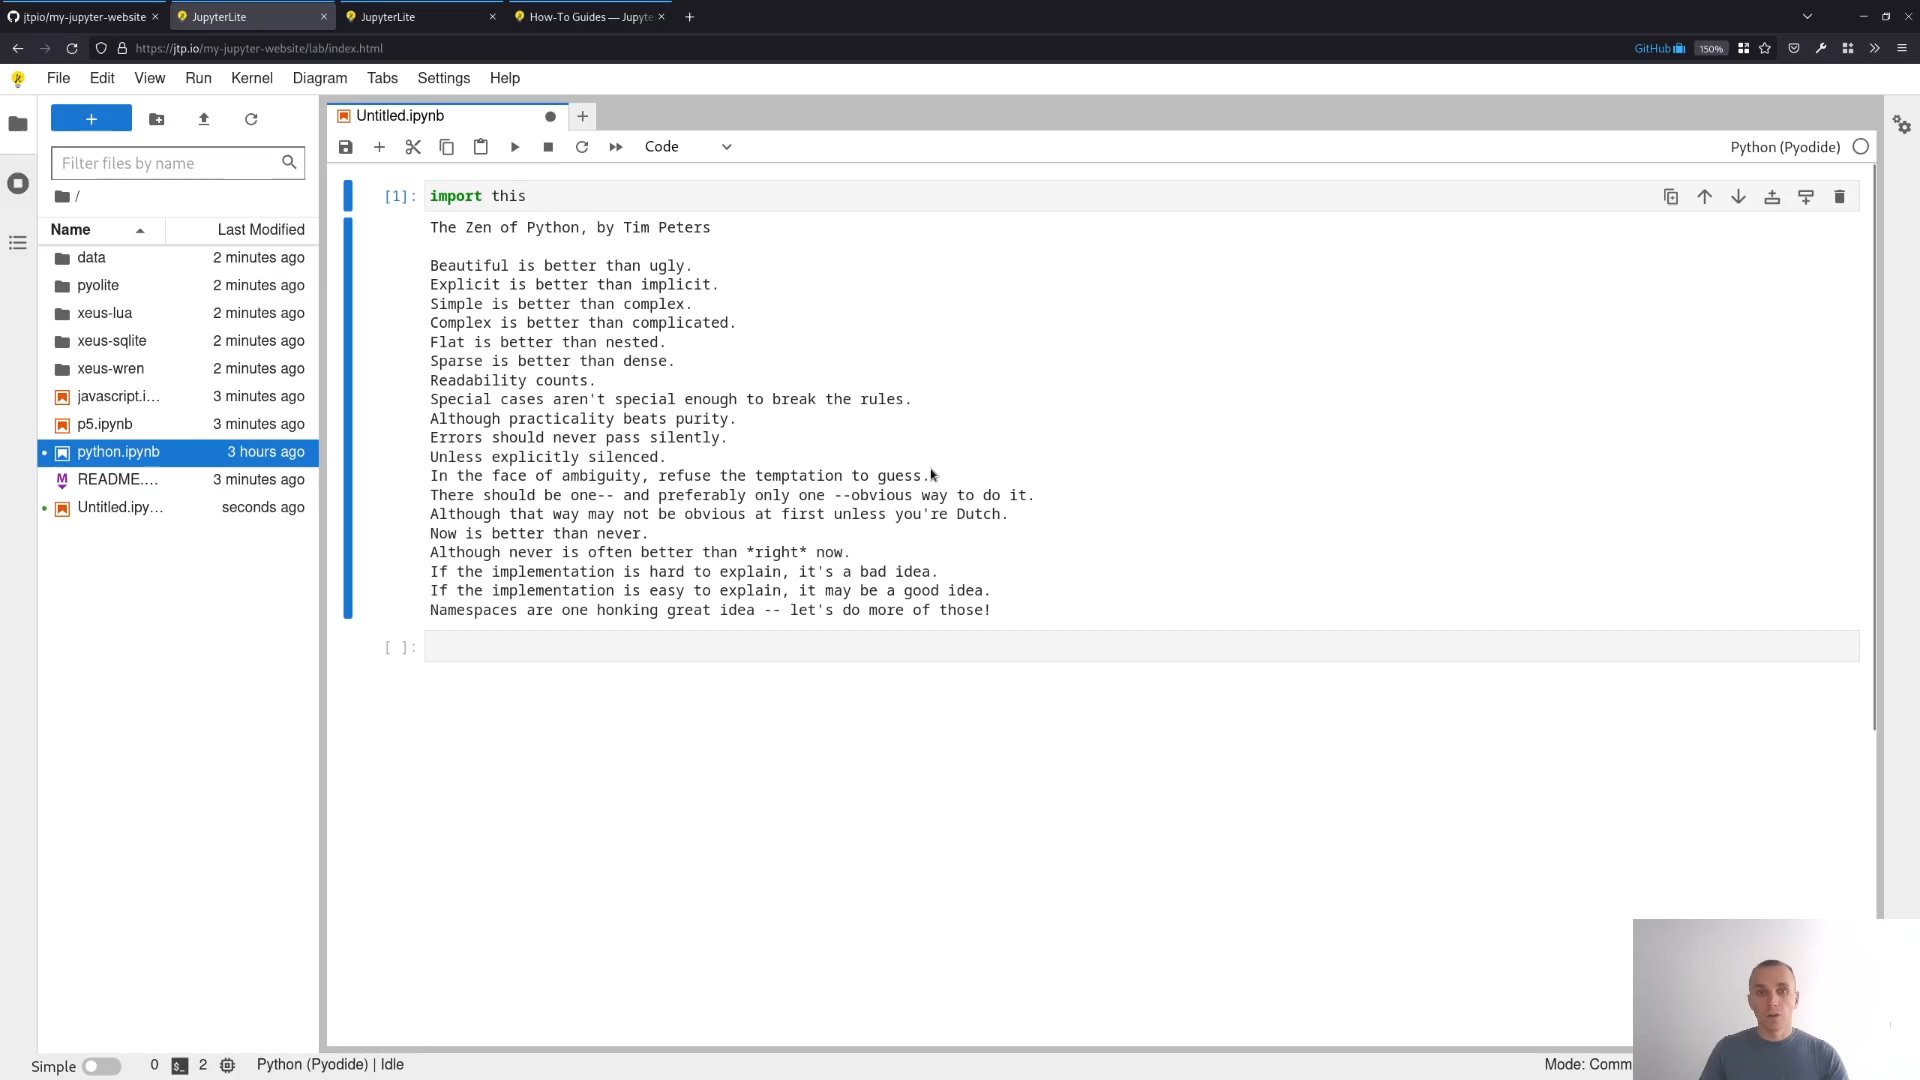 jtpio/my-jupyter-website
JupyterLite
JupyterLite
How-To Guides — Jupyte
https://jtp.io/my-jupyter-website/lab/index.html
GitHub
150%
File Edit View Run Kernel Diagram Tabs Settings Help
Filter files by name
/
Name Last Modified
data 2 minutes ago
pyolite 2 minutes ago
xeus-lua 2 minutes ago
xeus-sqlite 2 minutes ago
xeus-wren 2 minutes ago
javascript.i… 3 minutes ago
p5.ipynb 3 minutes ago
python.ipynb 3 hours ago
README.… 3 minutes ago
Untitled.ipy… seconds ago
Untitled.ipynb
Code
Python (Pyodide)
[1]: import this
The Zen of Python, by Tim Peters
Beautiful is better than ugly.
Explicit is better than implicit.
Simple is better than complex.
Complex is better than complicated.
Flat is better than nested.
Sparse is better than dense.
Readability counts.
Special cases aren't special enough to break the rules.
Although practicality beats purity.
Errors should never pass silently.
Unless explicitly silenced.
In the face of ambiguity, refuse the temptation to guess.
There should be one-- and preferably only one --obvious way to do it.
Although that way may not be obvious at first unless you're Dutch.
Now is better than never.
Although never is often better than *right* now.
If the implementation is hard to explain, it's a bad idea.
If the implementation is easy to explain, it may be a good idea.
Namespaces are one honking great idea -- let's do more of those!
[ ]:
Simple 0 $_ 2 Python (Pyodide) | Idle Mode: Comm